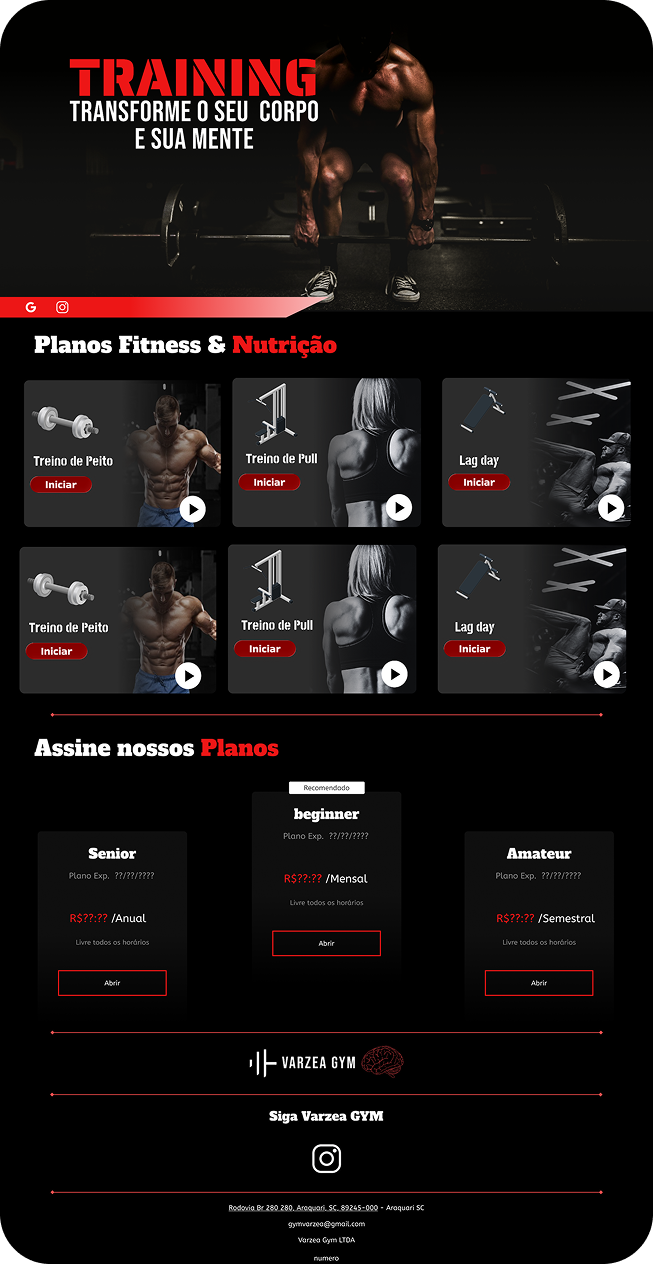 TRAINING
TRANSFORME O SEU CORPO
E SUA MENTE
Planos Fitness & Nutrição
Treino de Peito
Iniciar
Treino de Pull
Iniciar
Lag day
Iniciar
Treino de Peito
Iniciar
Treino de Pull
Iniciar
Lag day
Iniciar
Assine nossos Planos
Senior
Plano Exp. ??/??/????
R$??:?? /Anual
Livre todos os horários
Abrir
Recomendado
beginner
Plano Exp. ??/??/????
R$??:?? /Mensal
Livre todos os horários
Abrir
Amateur
Plano Exp. ??/??/????
R$??:?? /Semestral
Livre todos os horários
Abrir
VARZEA GYM
Siga Varzea GYM
Rodovia Br 280 280, Araquari, SC, 89245-000 - Araquari SC
gymvarzea@gmail.com
Varzea Gym LTDA
numero